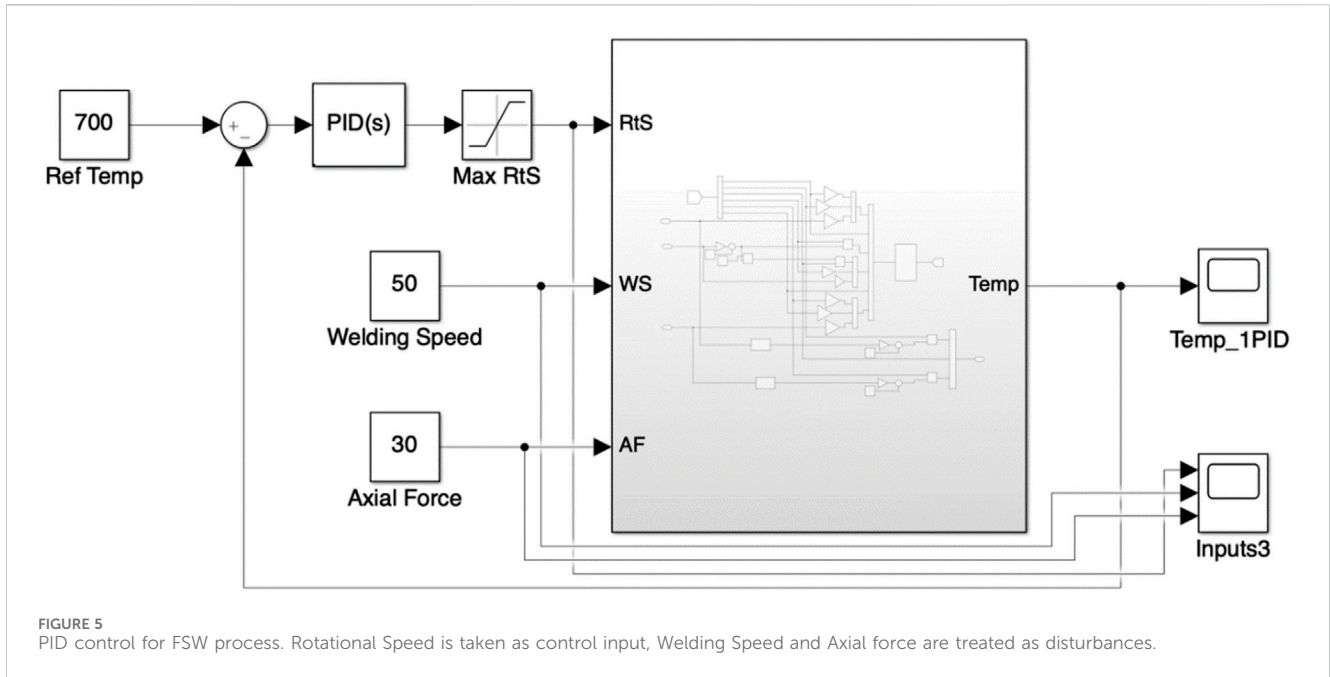 700
Ref Temp
+
−
PID(s)
Max RtS
RtS
50
Welding Speed
WS
Temp
Temp_1PID
30
Axial Force
AF
Inputs3
FIGURE 5
PID control for FSW process. Rotational Speed is taken as control input, Welding Speed and Axial force are treated as disturbances.